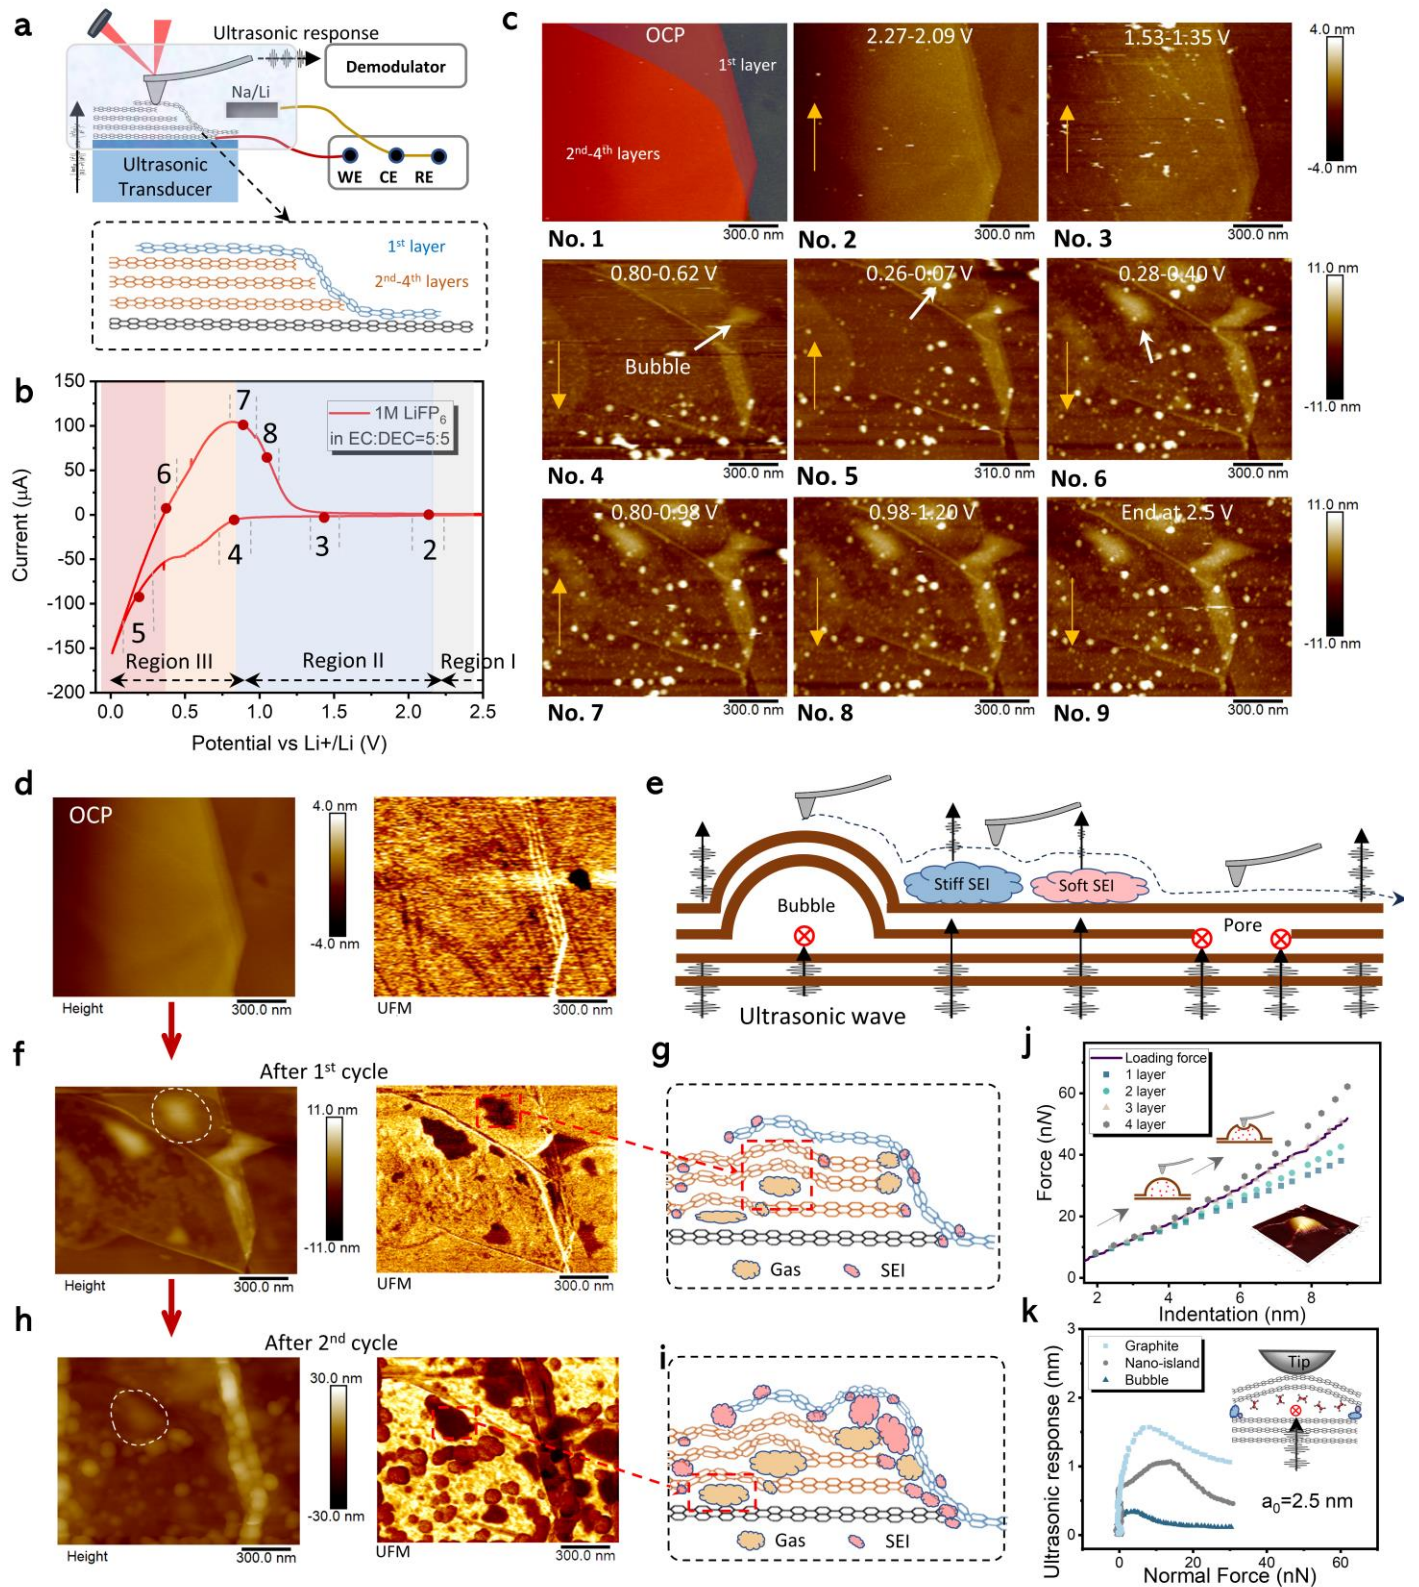 a
Ultrasonic response
Demodulator
Na/Li
WE CE RE
Ultrasonic
Transducer
1st layer
2nd-4th layers
b
150
100
50
0
-50
-100
-150
-200
Current (μA)
1M LiFP6
in EC:DEC=5:5
7
8
6
4
3
2
5
Region III
Region II
Region I
0.0 0.5 1.0 1.5 2.0 2.5
Potential vs Li+/Li (V)
c
OCP
1st layer
2nd-4th layers
300.0 nm
No. 1
2.27-2.09 V
300.0 nm
No. 2
1.53-1.35 V
300.0 nm
No. 3
4.0 nm
-4.0 nm
0.80-0.62 V
Bubble
300.0 nm
No. 4
0.26-0.07 V
310.0 nm
No. 5
0.28-0.40 V
300.0 nm
No. 6
11.0 nm
-11.0 nm
0.80-0.98 V
300.0 nm
No. 7
0.98-1.20 V
300.0 nm
No. 8
End at 2.5 V
300.0 nm
No. 9
11.0 nm
-11.0 nm
d
OCP
Height
300.0 nm
4.0 nm
-4.0 nm
UFM
300.0 nm
e
Bubble
Stiff SEI
Soft SEI
Pore
Ultrasonic wave
f
After 1st cycle
Height
300.0 nm
11.0 nm
-11.0 nm
UFM
300.0 nm
g
Gas
SEI
h
After 2nd cycle
Height
300.0 nm
30.0 nm
-30.0 nm
UFM
300.0 nm
i
Gas
SEI
j
Loading force
1 layer
2 layer
3 layer
4 layer
60
40
20
0
Force (nN)
2 4 6 8
Indentation (nm)
k
3
2
1
0
Ultrasonic response (nm)
Graphite
Nano-island
Bubble
Tip
a0=2.5 nm
0 20 40 60
Normal Force (nN)